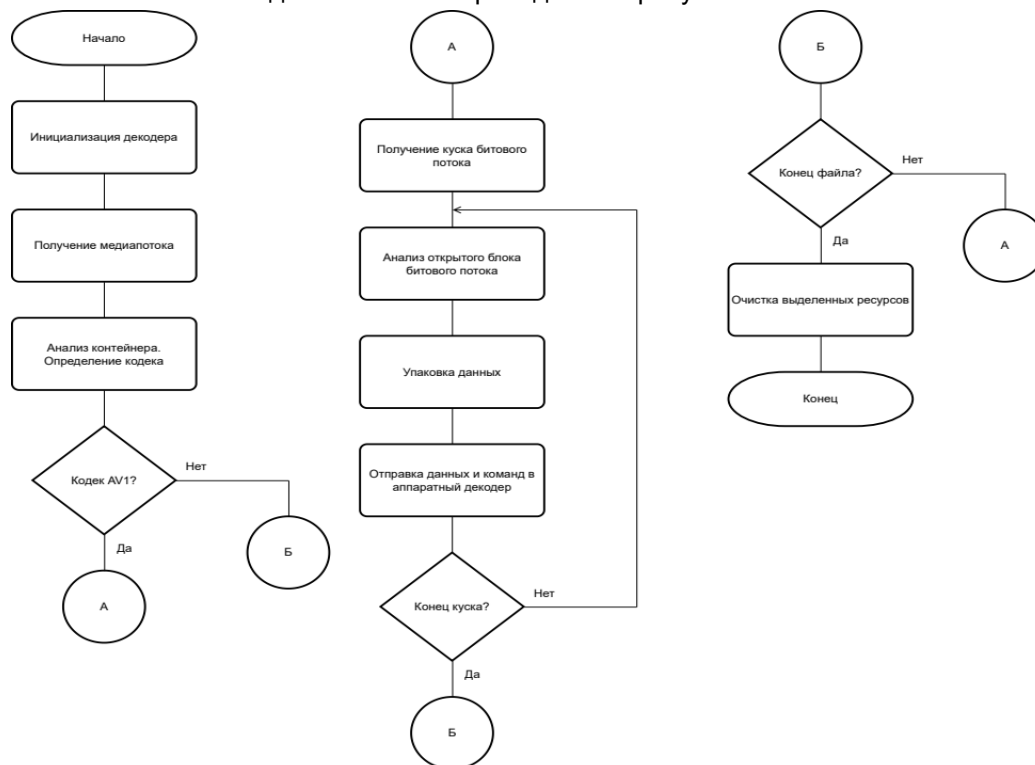 Начало
Инициализация декодера
Получение медиапотока
Анализ контейнера.
Определение кодека
Кодек AV1?
Нет
Да
Б
А
А
Получение куска битового
потока
Анализ открытого блока
битового потока
Упаковка данных
Отправка данных и команд в
аппаратный декодер
Конец куска?
Нет
Да
Б
Б
Конец файла?
Нет
Да
А
Очистка выделенных ресурсов
Конец